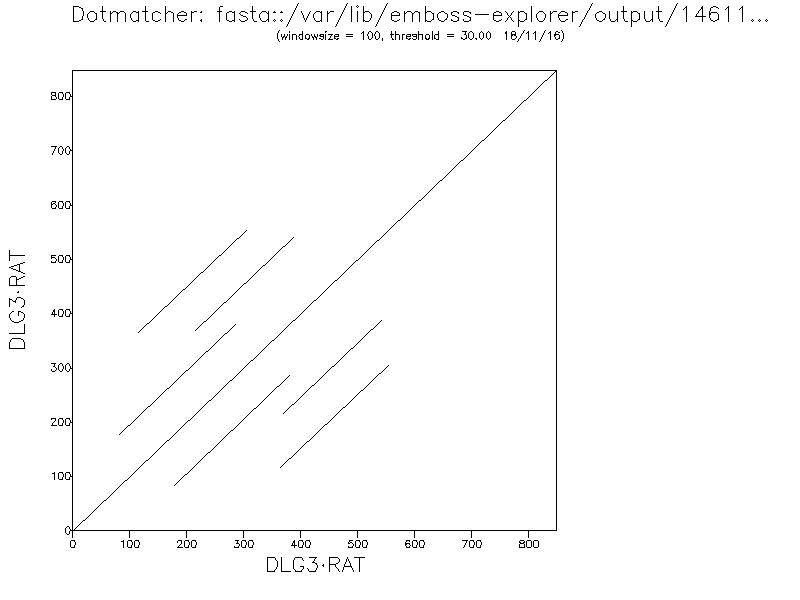 Dotmatcher: fasta::/var/lib/emboss-explorer/output/14611...
(windowsize = 100, threshold = 30.00 18/11/16)
800
700
600
500
400
300
200
100
0
DLG3·RAT
0 100 200 300 400 500 600 700 800
DLG3·RAT